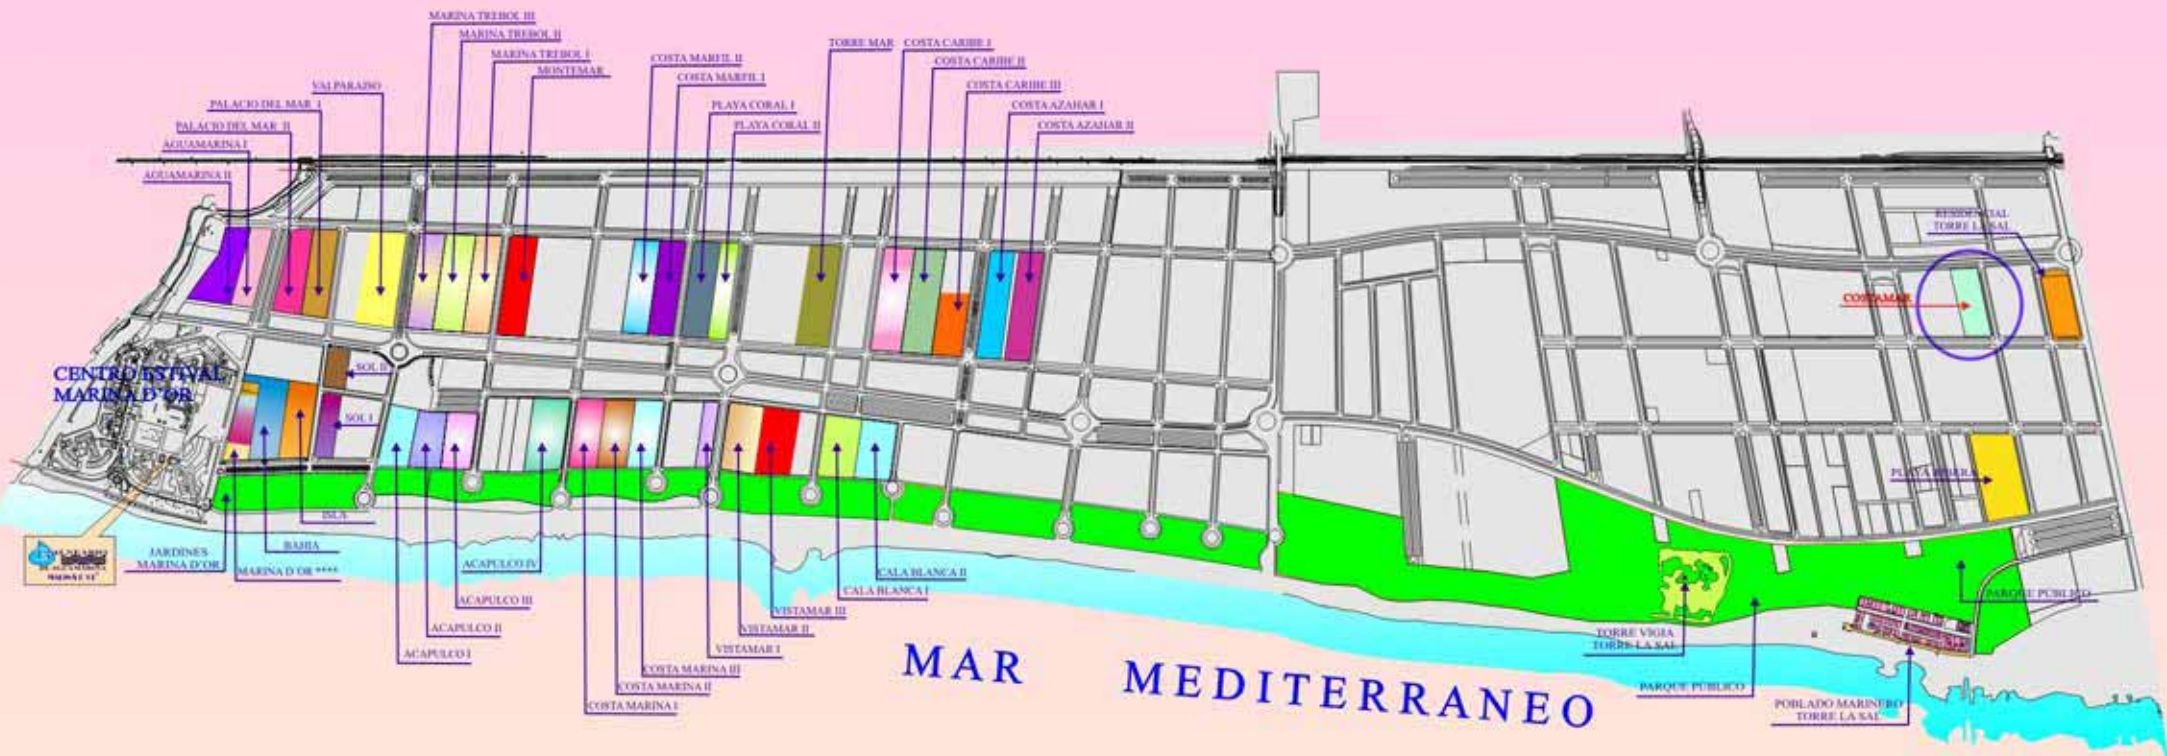 MARINA TREBOL III
MARINA TREBOL II
MARINA TREBOL I
MONTEMAR
COSTA MARFIL II
COSTA MARFIL I
TORRE MAR
COSTA CARIBE I
COSTA CARIBE II
COSTA CARIBE III
VALPARAISO
PALACIO DEL MAR I
PALACIO DEL MAR II
AGUAMARINA I
AGUAMARINA II
PLAYA CORAL I
PLAYA CORAL II
COSTA AZAHAR I
COSTA AZAHAR II
RESIDENCIAL
TORRE LA SAL
COSTAMAR
CENTRO ESTIVAL
MARINA D'OR
SOL II
SOL I
PLAYA RIBERA
ISLA
BAHIA
JARDINES
MARINA D'OR
MARINA D'OR ****
ACAPULCO IV
ACAPULCO III
ACAPULCO II
ACAPULCO I
CALA BLANCA II
CALA BLANCA I
VISTAMAR III
VISTAMAR II
VISTAMAR I
COSTA MARINA III
COSTA MARINA II
COSTA MARINA I
MAR MEDITERRANEO
TORRE VIGIA
TORRE LA SAL
PARQUE PÚBLICO
PARQUE PÚBLICO
POBLADO MARINERO
TORRE LA SAL